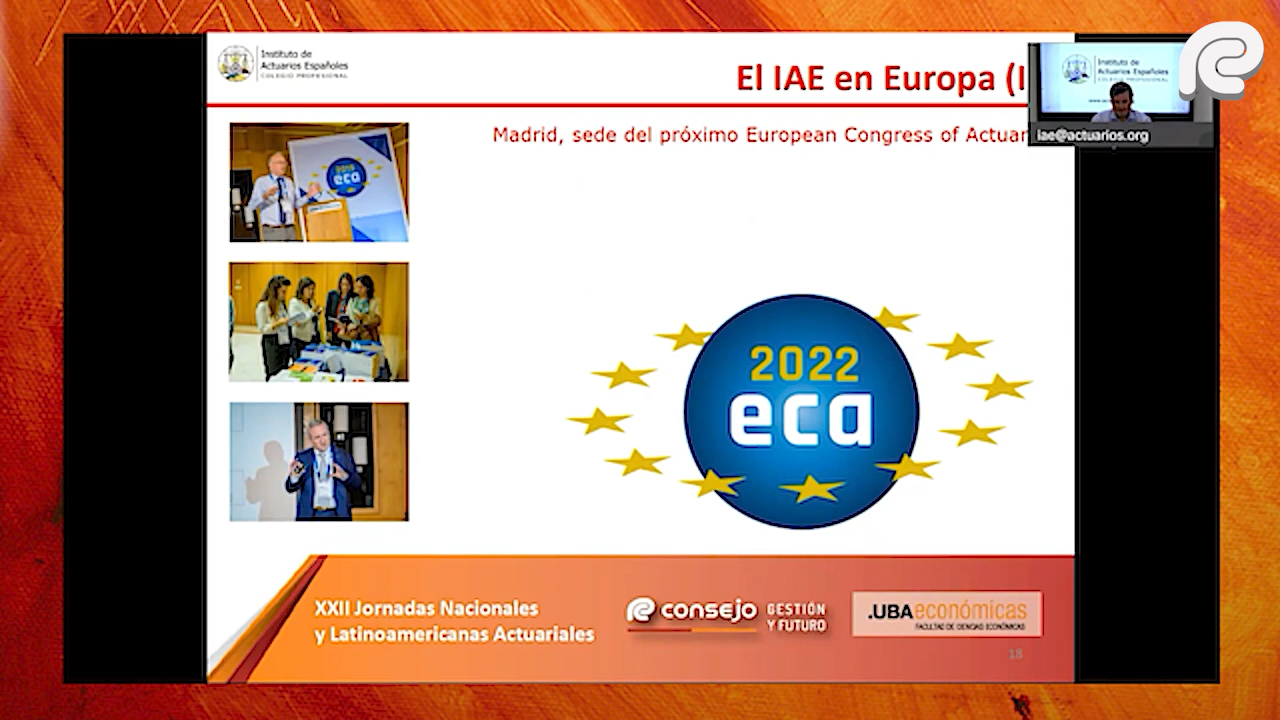 Instituto de
Actuarios Españoles
COLEGIO PROFESIONAL
El IAE en Europa (I
Madrid, sede del próximo European Congress of Actuar
Instituto de
Actuarios Españoles
iae@actuarios.org
eca
2022
eca
XXII Jornadas Nacionales
y Latinoamericanas Actuariales
consejo
GESTIÓN
Y FUTURO
.UBAeconómicas
FACULTAD DE CIENCIAS ECONÓMICAS
18